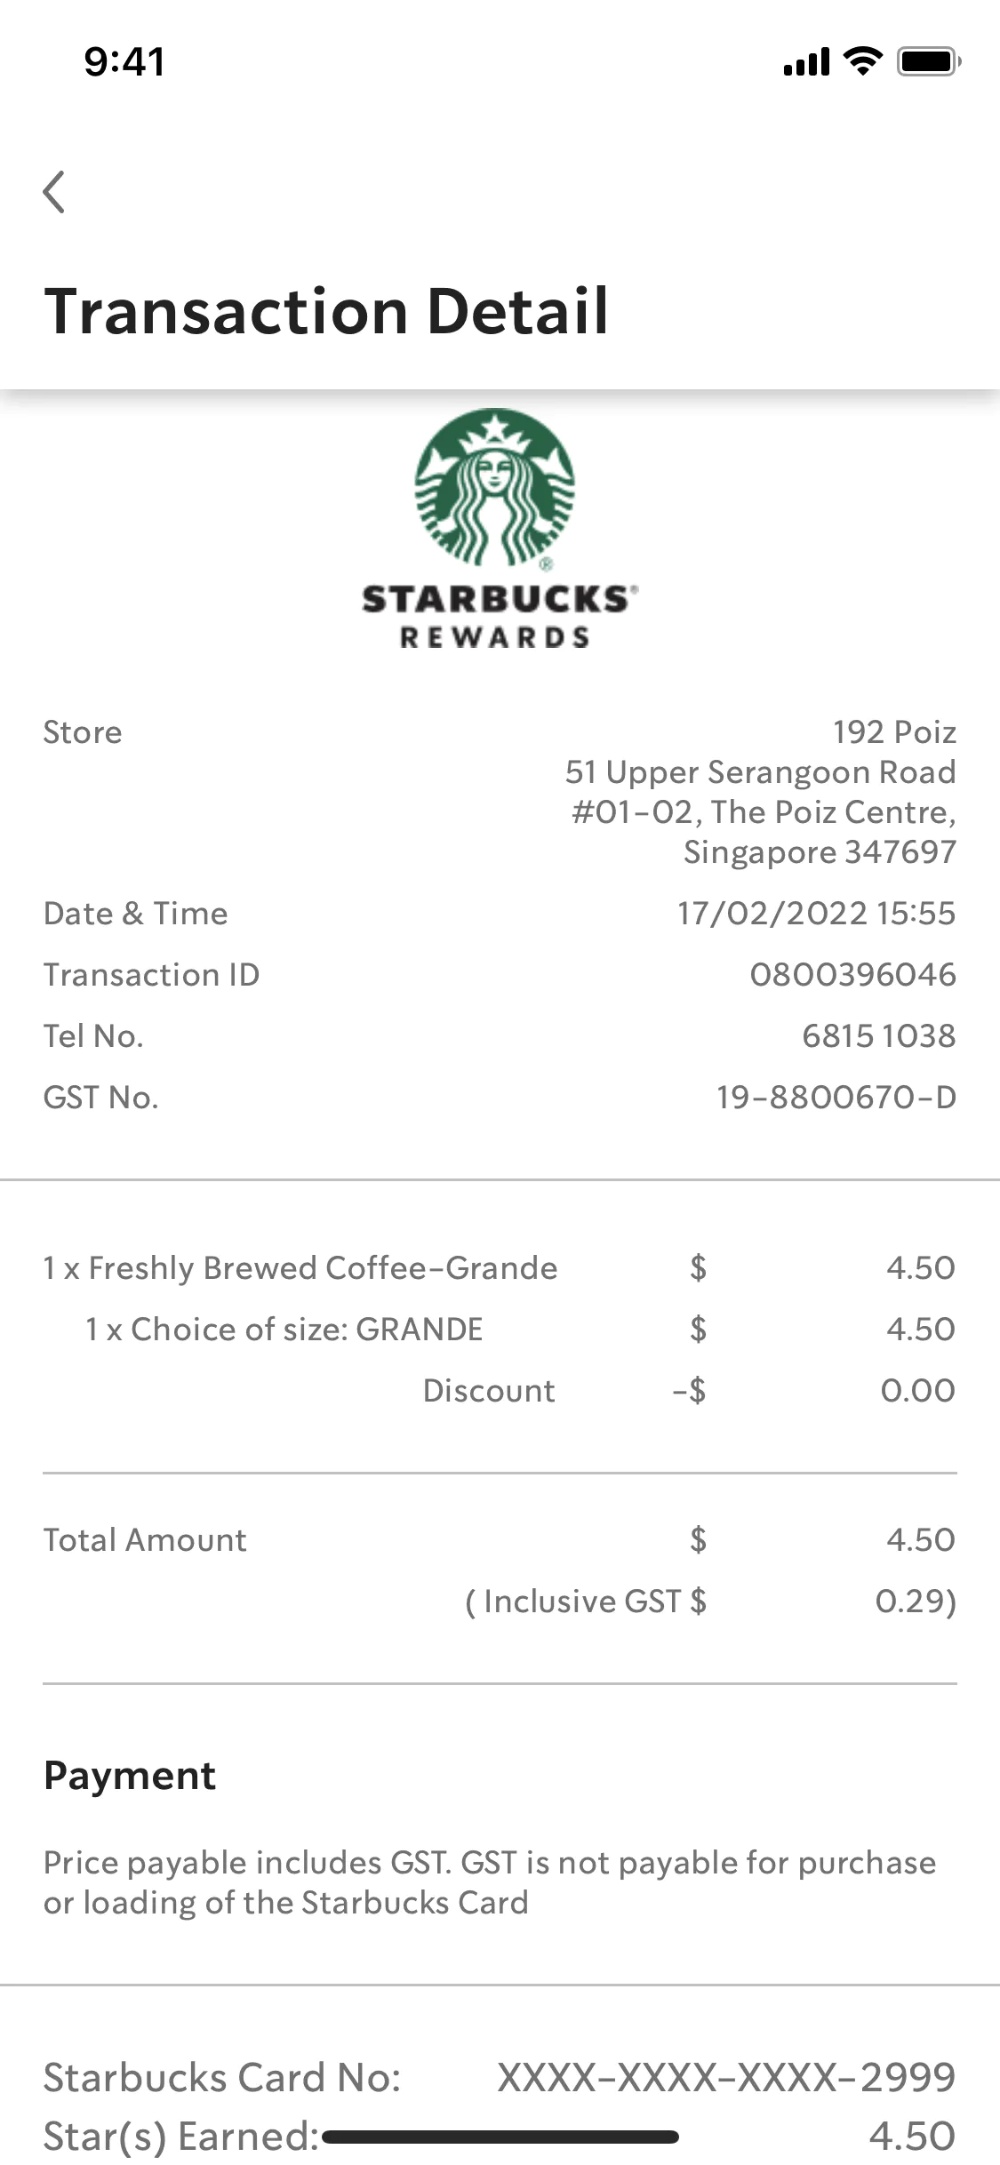 9:41
Transaction Detail
STARBUCKS®
REWARDS
®
Store 192 Poiz
51 Upper Serangoon Road
#01-02, The Poiz Centre,
Singapore 347697
Date & Time 17/02/2022 15:55
Transaction ID 0800396046
Tel No. 6815 1038
GST No. 19-8800670-D
1 x Freshly Brewed Coffee-Grande $ 4.50
1 x Choice of size: GRANDE $ 4.50
Discount -$ 0.00
Total Amount $ 4.50
( Inclusive GST $ 0.29)
Payment
Price payable includes GST. GST is not payable for purchase
or loading of the Starbucks Card
Starbucks Card No: XXXX-XXXX-XXXX-2999
Star(s) Earned: 4.50